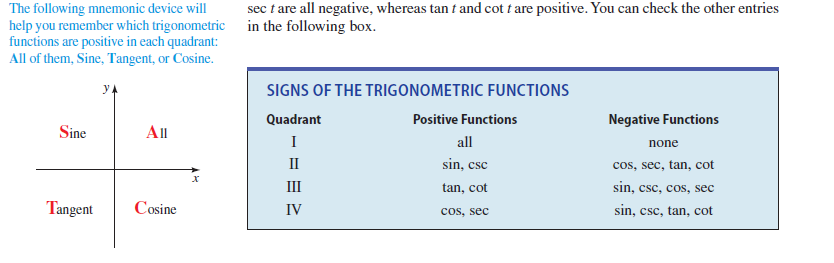 The following mnemonic device will
help you remember which trigonometric
functions are positive in each quadrant:
All of them, Sine, Tangent, or Cosine.
y
Sine All
x
Tangent Cosine
sec t are all negative, whereas tan t and cot t are positive. You can check the other entries
in the following box.
SIGNS OF THE TRIGONOMETRIC FUNCTIONS
Quadrant Positive Functions Negative Functions
I all none
II sin, csc cos, sec, tan, cot
III tan, cot sin, csc, cos, sec
IV cos, sec sin, csc, tan, cot